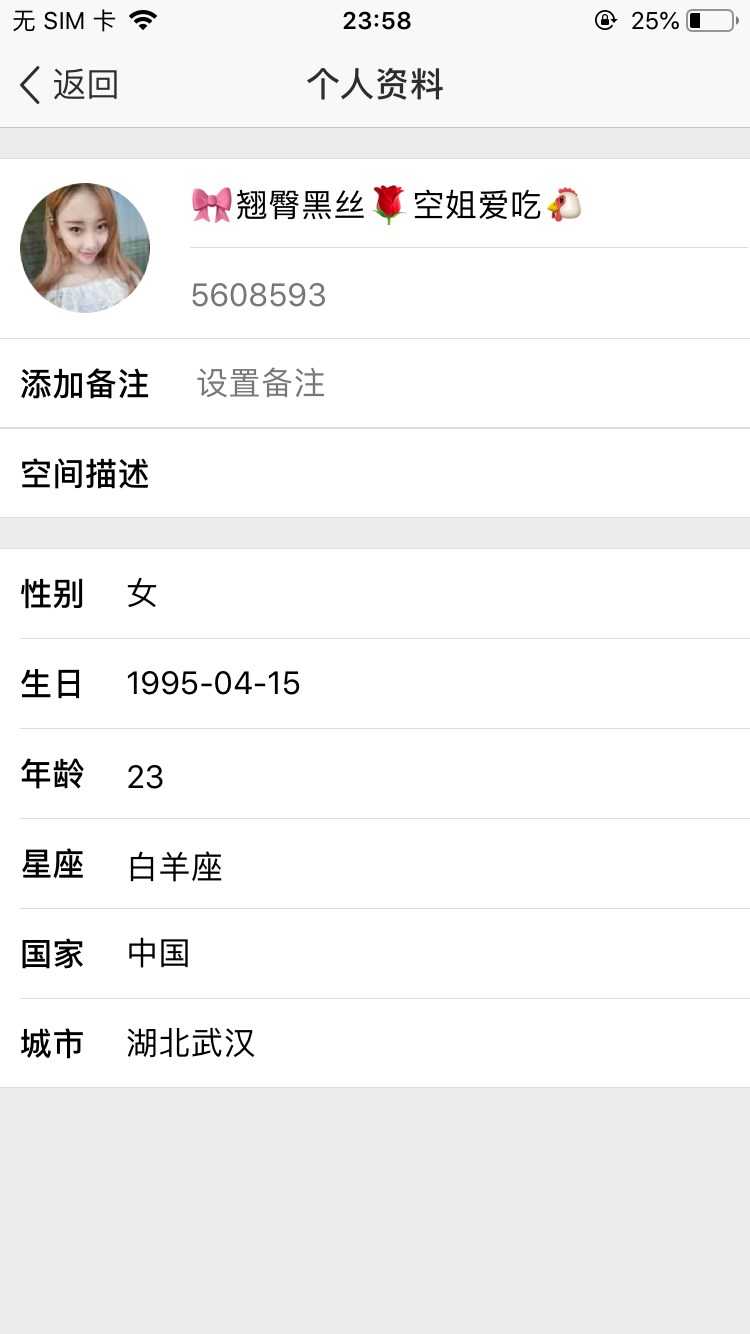 无 SIM 卡 23:58 25%
返回 个人资料
🎀翘臀黑丝🌹空姐爱吃🐔
5608593
添加备注 设置备注
空间描述
性别 女
生日 1995-04-15
年龄 23
星座 白羊座
国家 中国
城市 湖北武汉